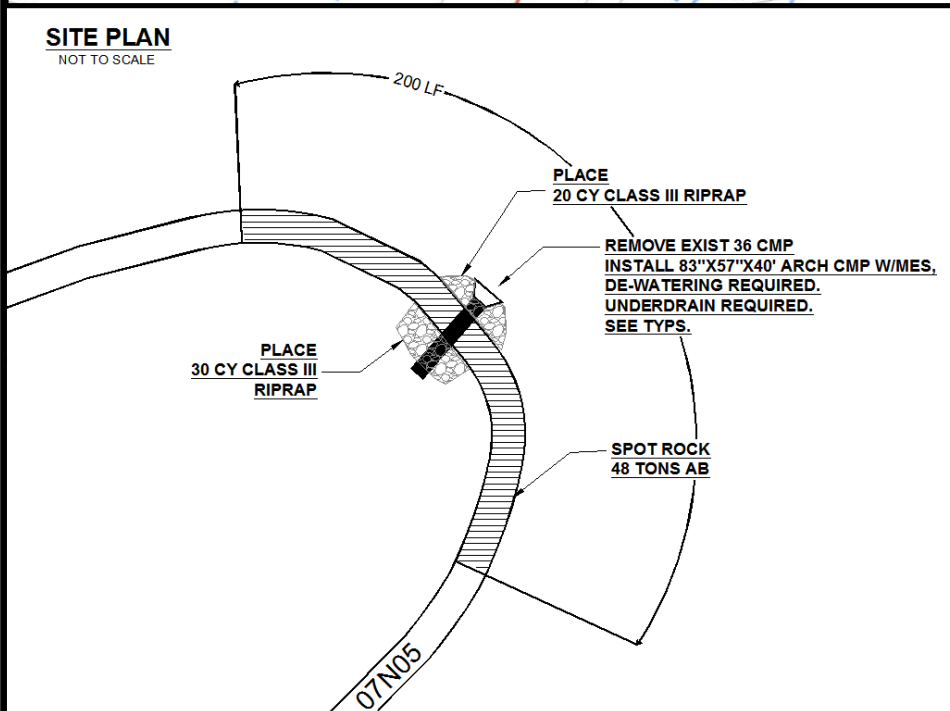 SITE PLAN
NOT TO SCALE
200 LF
PLACE
20 CY CLASS III RIPRAP
REMOVE EXIST 36 CMP
INSTALL 83"X57"X40' ARCH CMP W/MES,
DE-WATERING REQUIRED.
UNDERDRAIN REQUIRED.
SEE TYPS.
PLACE
30 CY CLASS III
RIPRAP
SPOT ROCK
48 TONS AB
07N05